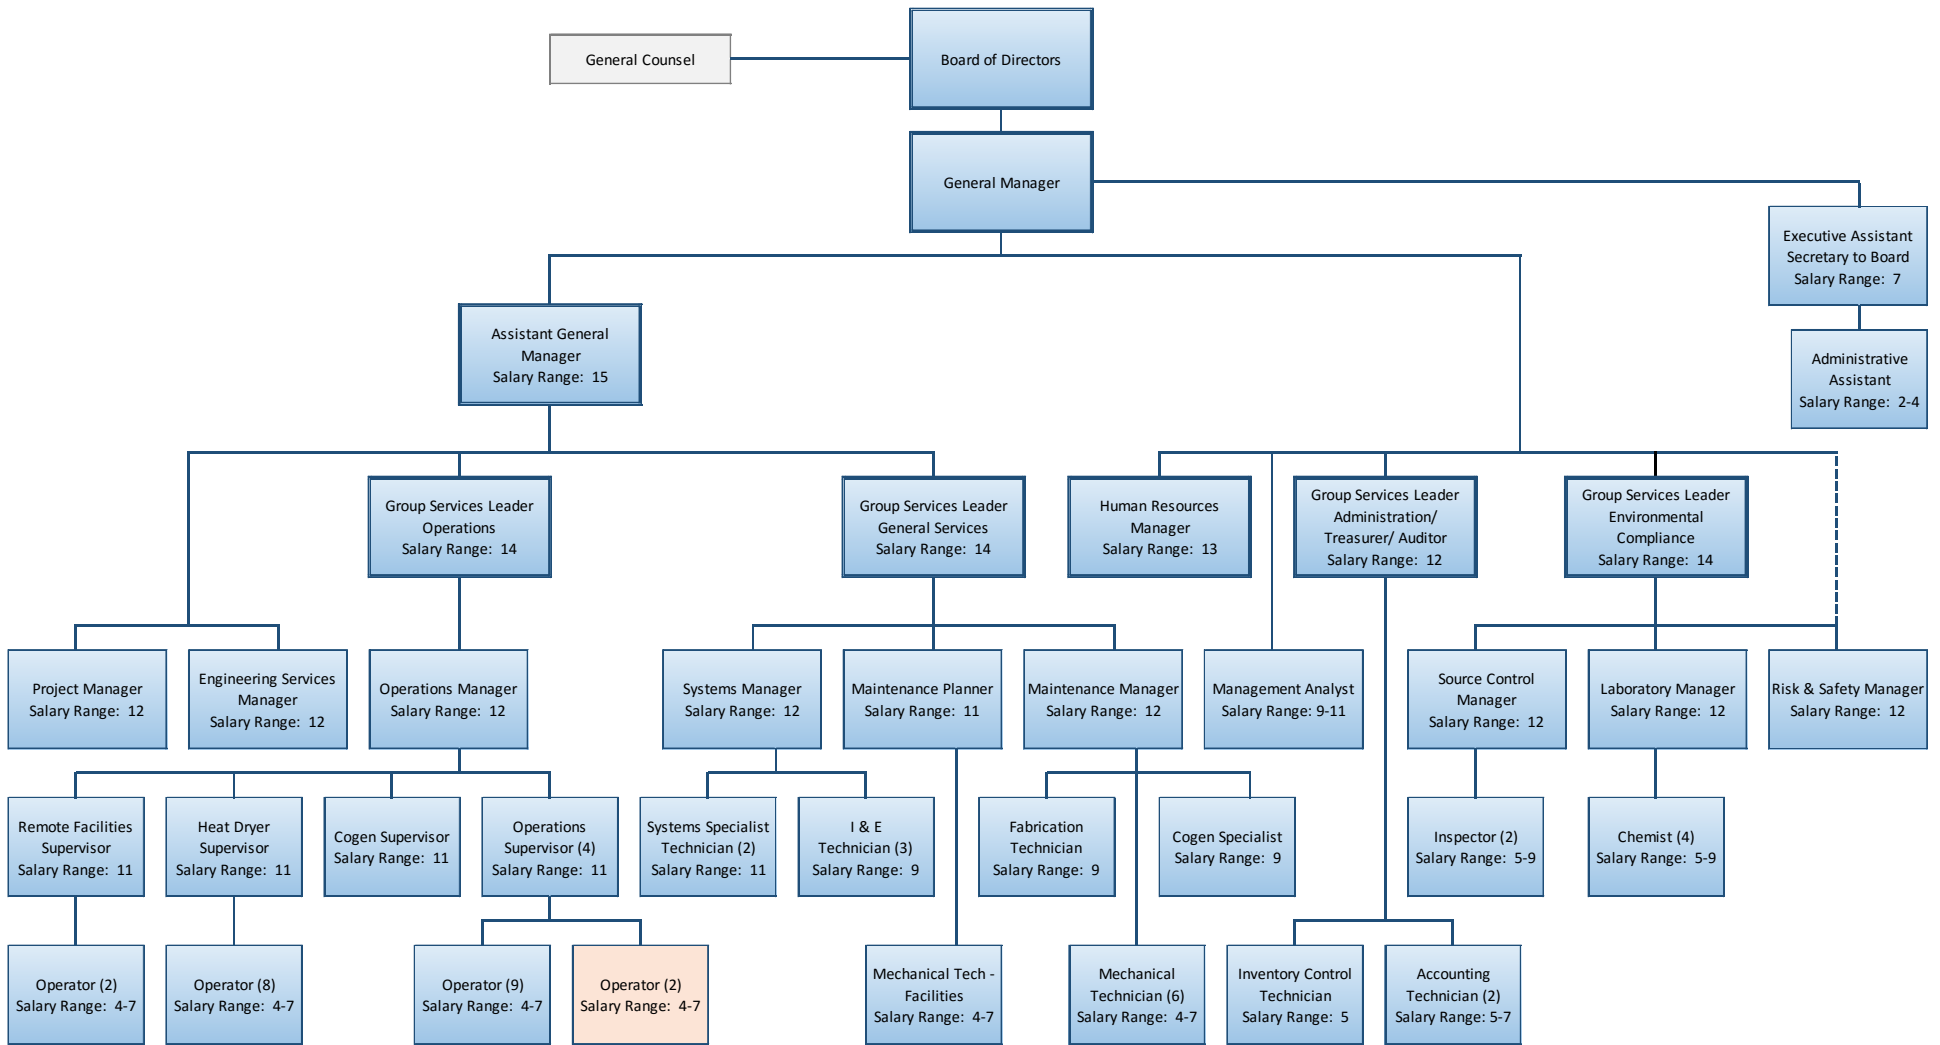 General Counsel
Board of Directors
General Manager
Executive Assistant
Secretary to Board
Salary Range:  7
Assistant General
Manager
Salary Range:  15
Administrative
Assistant
Salary Range:  2-4
Group Services Leader
Operations
Salary Range:  14
Group Services Leader
General Services
Salary Range:  14
Human Resources
Manager
Salary Range:  13
Group Services Leader
Administration/
Treasurer/ Auditor
Salary Range:  12
Group Services Leader
Environmental
Compliance
Salary Range:  14
Project Manager
Salary Range:  12
Engineering Services
Manager
Salary Range:  12
Operations Manager
Salary Range:  12
Systems Manager
Salary Range:  12
Maintenance Planner
Salary Range:  11
Maintenance Manager
Salary Range:  12
Management Analyst
Salary Range: 9-11
Source Control
Manager
Salary Range:  12
Laboratory Manager
Salary Range:  12
Risk & Safety Manager
Salary Range:  12
Remote Facilities
Supervisor
Salary Range:  11
Heat Dryer
Supervisor
Salary Range:  11
Cogen Supervisor
Salary Range:  11
Operations
Supervisor (4)
Salary Range:  11
Systems Specialist
Technician (2)
Salary Range:  11
I & E
Technician (3)
Salary Range:  9
Fabrication
Technician
Salary Range:  9
Cogen Specialist
Salary Range:  9
Inspector (2)
Salary Range:  5-9
Chemist (4)
Salary Range:  5-9
Operator (2)
Salary Range:  4-7
Operator (8)
Salary Range:  4-7
Operator (9)
Salary Range:  4-7
Operator (2)
Salary Range:  4-7
Mechanical Tech -
Facilities
Salary Range:  4-7
Mechanical
Technician (6)
Salary Range:  4-7
Inventory Control
Technician
Salary Range:  5
Accounting
Technician (2)
Salary Range: 5-7